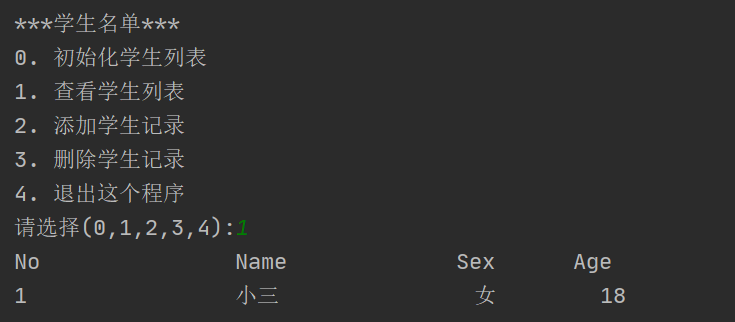 ***学生名单***
0. 初始化学生列表
1. 查看学生列表
2. 添加学生记录
3. 删除学生记录
4. 退出这个程序
请选择(0,1,2,3,4):1
No Name Sex Age
1 小三 女 18